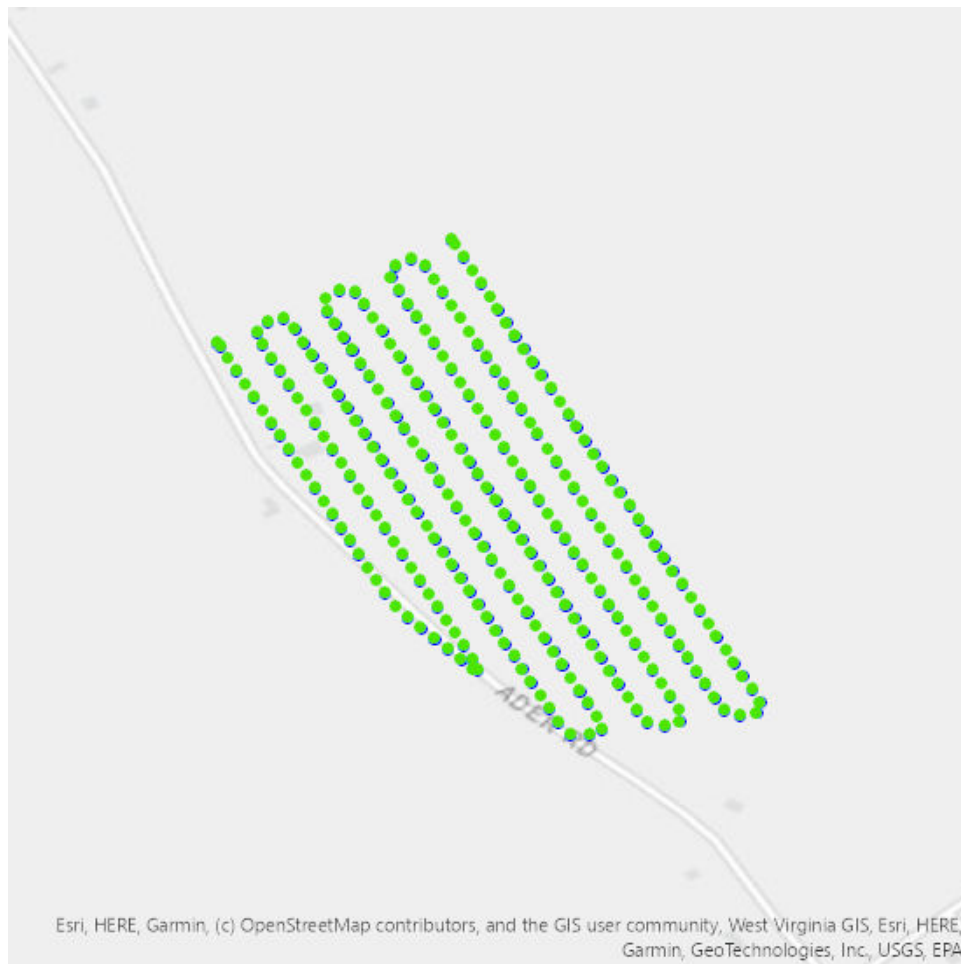 ADEN RD
Esri, HERE, Garmin, (c) OpenStreetMap contributors, and the GIS user community, West Virginia GIS, Esri, HERE,
Garmin, GeoTechnologies, Inc., USGS, EPA